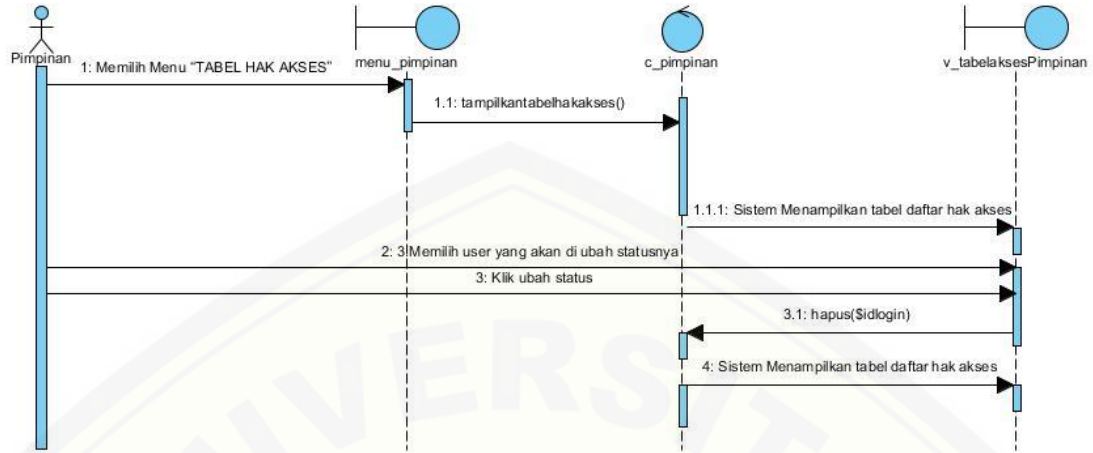 Pimpinan
menu_pimpinan
c_pimpinan
v_tabelaksesPimpinan
1: Memilih Menu "TABEL HAK AKSES"
1.1: tampilkantabelhakakses()
1.1.1: Sistem Menampilkan tabel daftar hak akses
2: 3.Memilih user yang akan di ubah statusnya
3: Klik ubah status
3.1: hapus($idlogin)
4: Sistem Menampilkan tabel daftar hak akses
IVERSIT